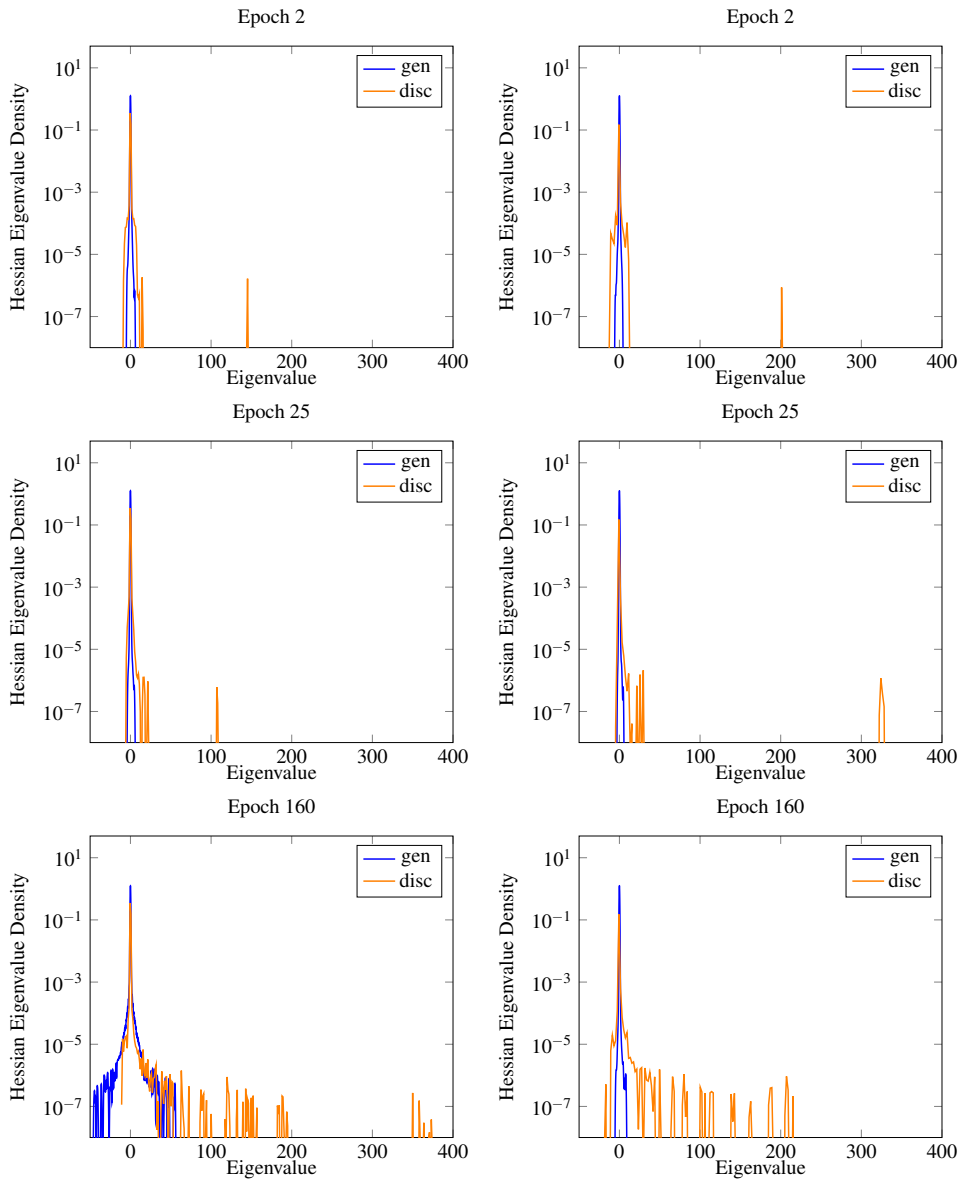 Epoch 2
Hessian Eigenvalue Density
10^1
10^−1
10^−3
10^−5
10^−7
gen
disc
0 100 200 300 400
Eigenvalue
Epoch 2
Hessian Eigenvalue Density
10^1
10^−1
10^−3
10^−5
10^−7
gen
disc
0 100 200 300 400
Eigenvalue
Epoch 25
Hessian Eigenvalue Density
10^1
10^−1
10^−3
10^−5
10^−7
gen
disc
0 100 200 300 400
Eigenvalue
Epoch 25
Hessian Eigenvalue Density
10^1
10^−1
10^−3
10^−5
10^−7
gen
disc
0 100 200 300 400
Eigenvalue
Epoch 160
Hessian Eigenvalue Density
10^1
10^−1
10^−3
10^−5
10^−7
gen
disc
0 100 200 300 400
Eigenvalue
Epoch 160
Hessian Eigenvalue Density
10^1
10^−1
10^−3
10^−5
10^−7
gen
disc
0 100 200 300 400
Eigenvalue